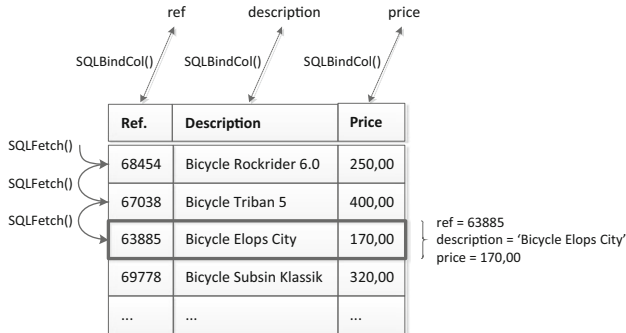 ref description price
SQLBindCol() SQLBindCol() SQLBindCol()
Ref. Description Price
SQLFetch()
68454 Bicycle Rockrider 6.0 250,00
SQLFetch()
67038 Bicycle Triban 5 400,00
SQLFetch()
63885 Bicycle Elops City 170,00
ref = 63885
description = ‘Bicycle Elops City’
price = 170,00
69778 Bicycle Subsin Klassik 320,00
... ... ...